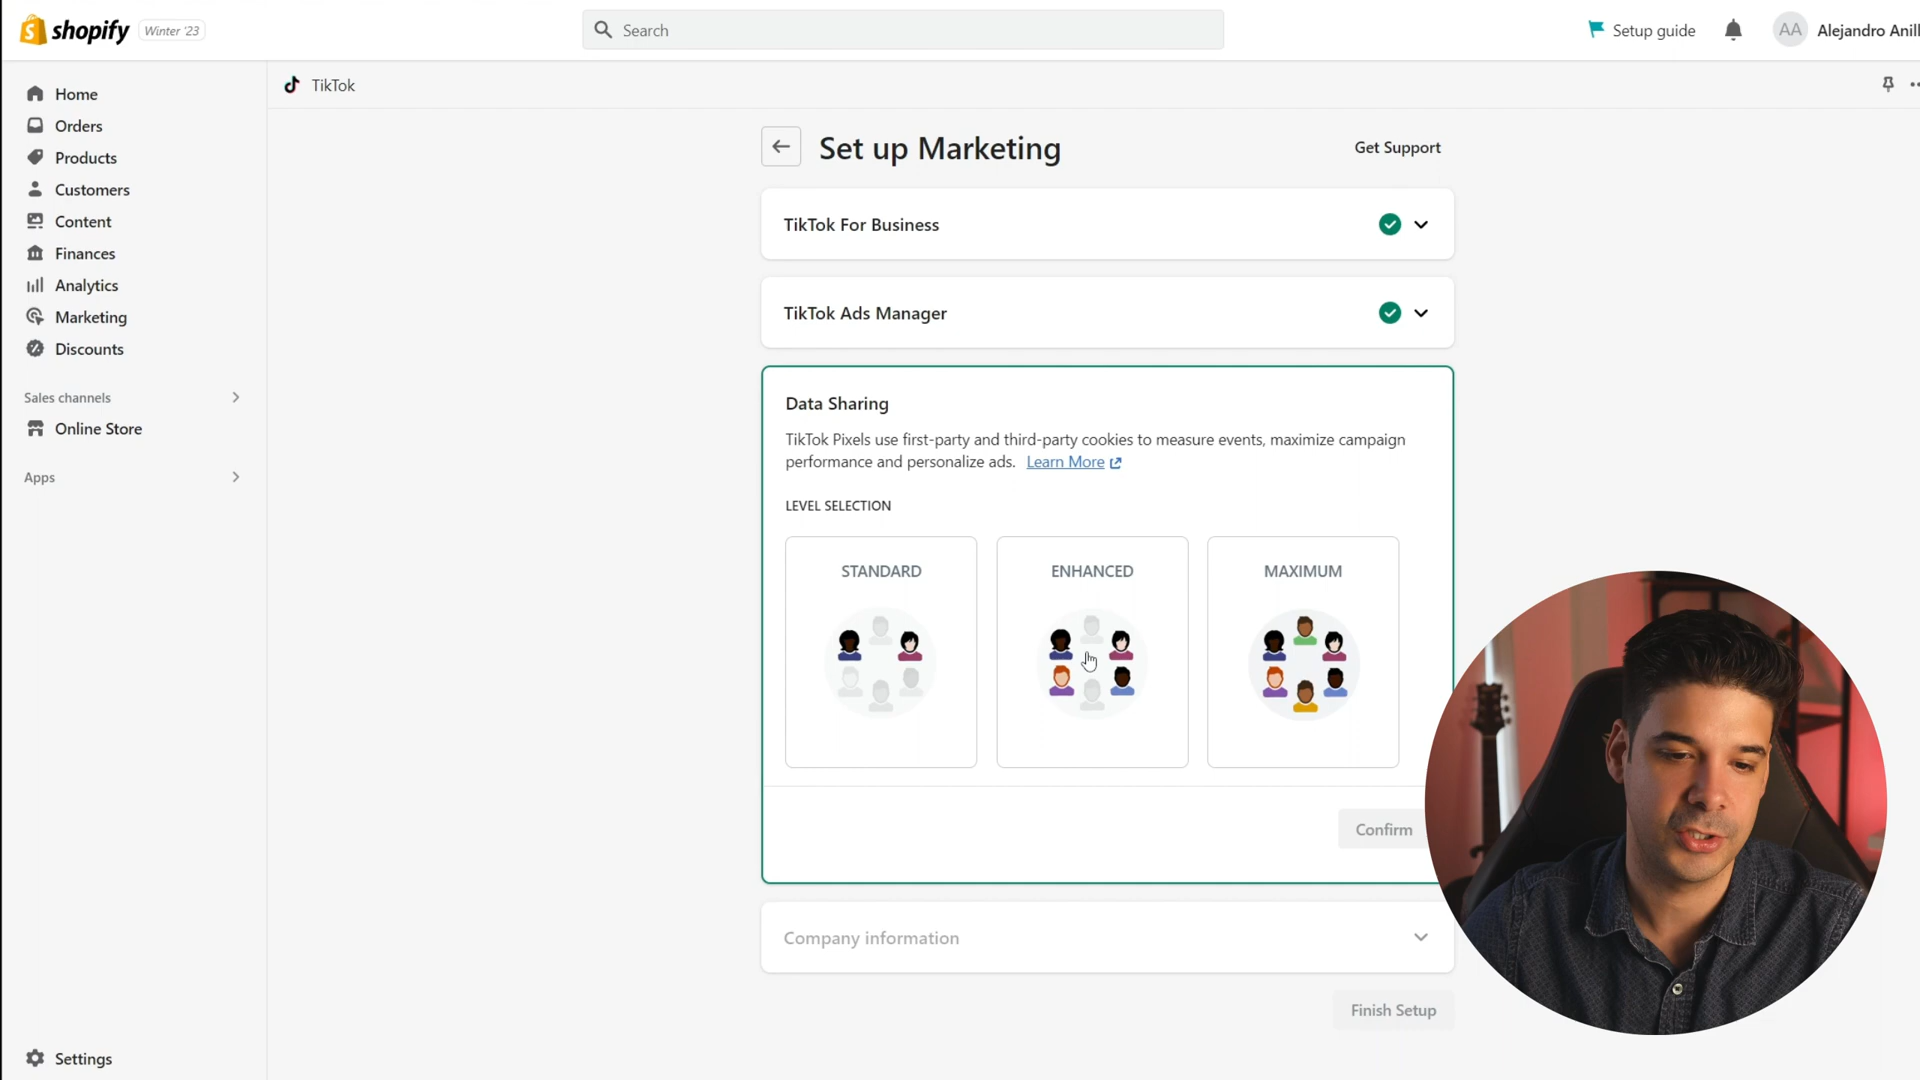 shopify
Winter '23
Search
Setup guide
AA
Alejandro Anill
Home
Orders
Products
Customers
Content
Finances
Analytics
Marketing
Discounts
Sales channels
Online Store
Apps
Settings
TikTok
Set up Marketing
Get Support
TikTok For Business
TikTok Ads Manager
Data Sharing
TikTok Pixels use first-party and third-party cookies to measure events, maximize campaign
performance and personalize ads. Learn More
LEVEL SELECTION
STANDARD
ENHANCED
MAXIMUM
Confirm
Company information
Finish Setup